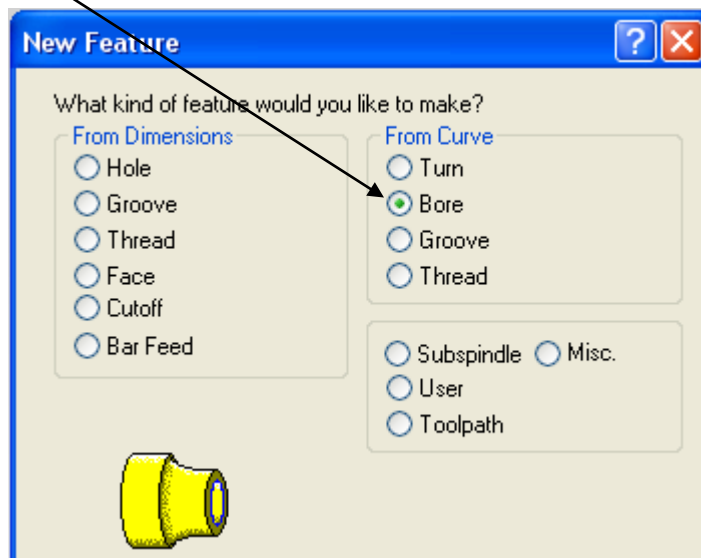 New Feature
What kind of feature would you like to make?
From Dimensions
Hole
Groove
Thread
Face
Cutoff
Bar Feed
From Curve
Turn
Bore
Groove
Thread
Subspindle Misc.
User
Toolpath